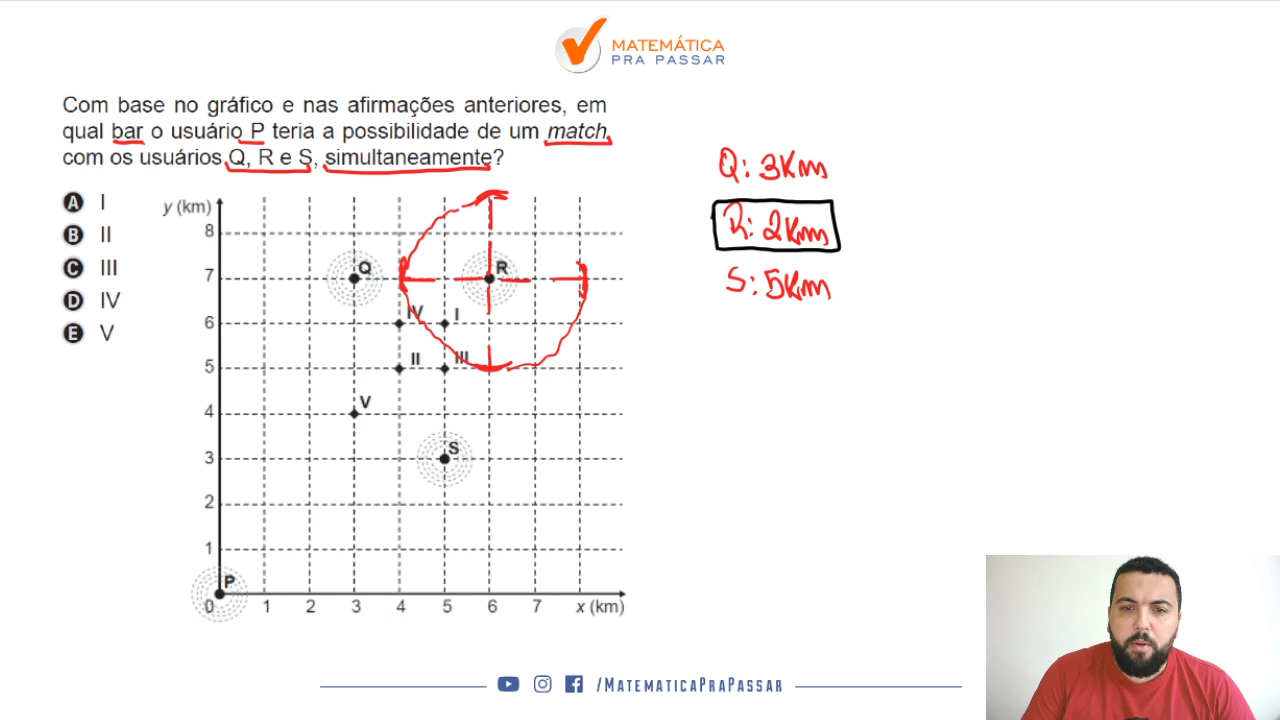 MATEMÁTICA
PRA PASSAR
Com base no gráfico e nas afirmações anteriores, em
qual bar o usuário P teria a possibilidade de um match
com os usuários Q, R e S, simultaneamente?
A I
B II
C III
D IV
E V
Q: 3Km
R: 2Km
S: 5Km
y (km)
8
7
6
5
4
3
2
1
Q
R
IV
I
II
III
V
S
P
0
1
2
3
4
5
6
7
x (km)
/MATEMATICAPRAPASSAR